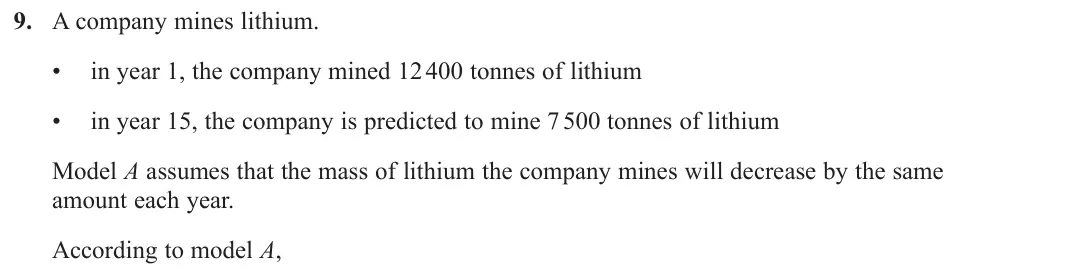 9. A company mines lithium.
• in year 1, the company mined 12 400 tonnes of lithium
• in year 15, the company is predicted to mine 7 500 tonnes of lithium
Model A assumes that the mass of lithium the company mines will decrease by the same
amount each year.
According to model A,